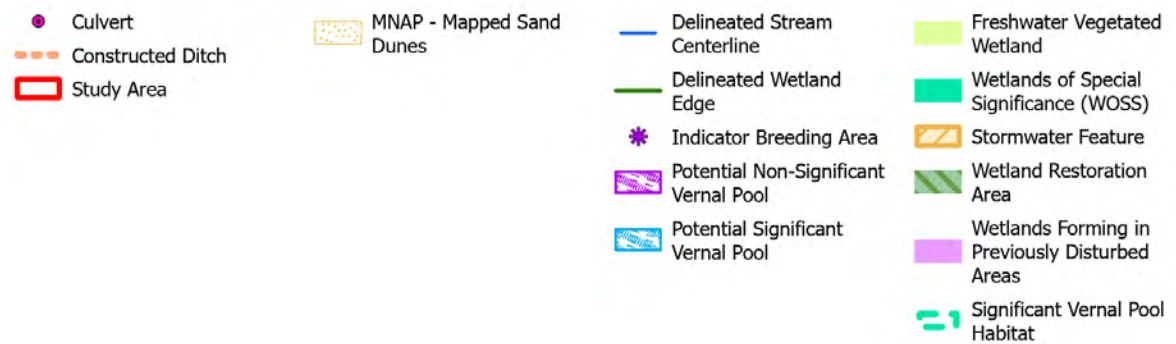 Culvert
Constructed Ditch
Study Area
MNAP - Mapped Sand
Dunes
Delineated Stream
Centerline
Delineated Wetland
Edge
Indicator Breeding Area
Potential Non-Significant
Vernal Pool
Potential Significant
Vernal Pool
Freshwater Vegetated
Wetland
Wetlands of Special
Significance (WOSS)
Stormwater Feature
Wetland Restoration
Area
Wetlands Forming in
Previously Disturbed
Areas
Significant Vernal Pool
Habitat